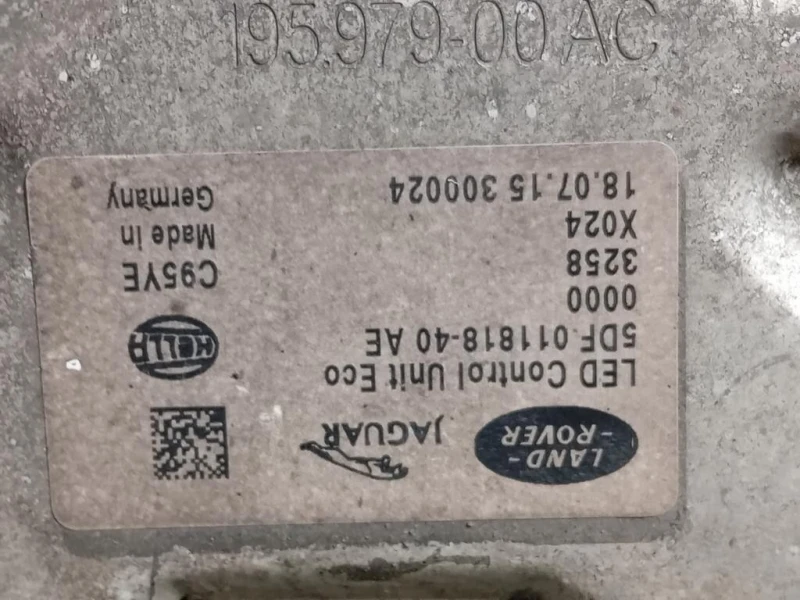 195.979-00 AC
LAND-
-ROVER
JAGUAR
LED Control Unit Eco
5DF 011818-40 AE
HELLA
0000
3258
C95YE
X024
Made in
18.07.15 300024
Germany